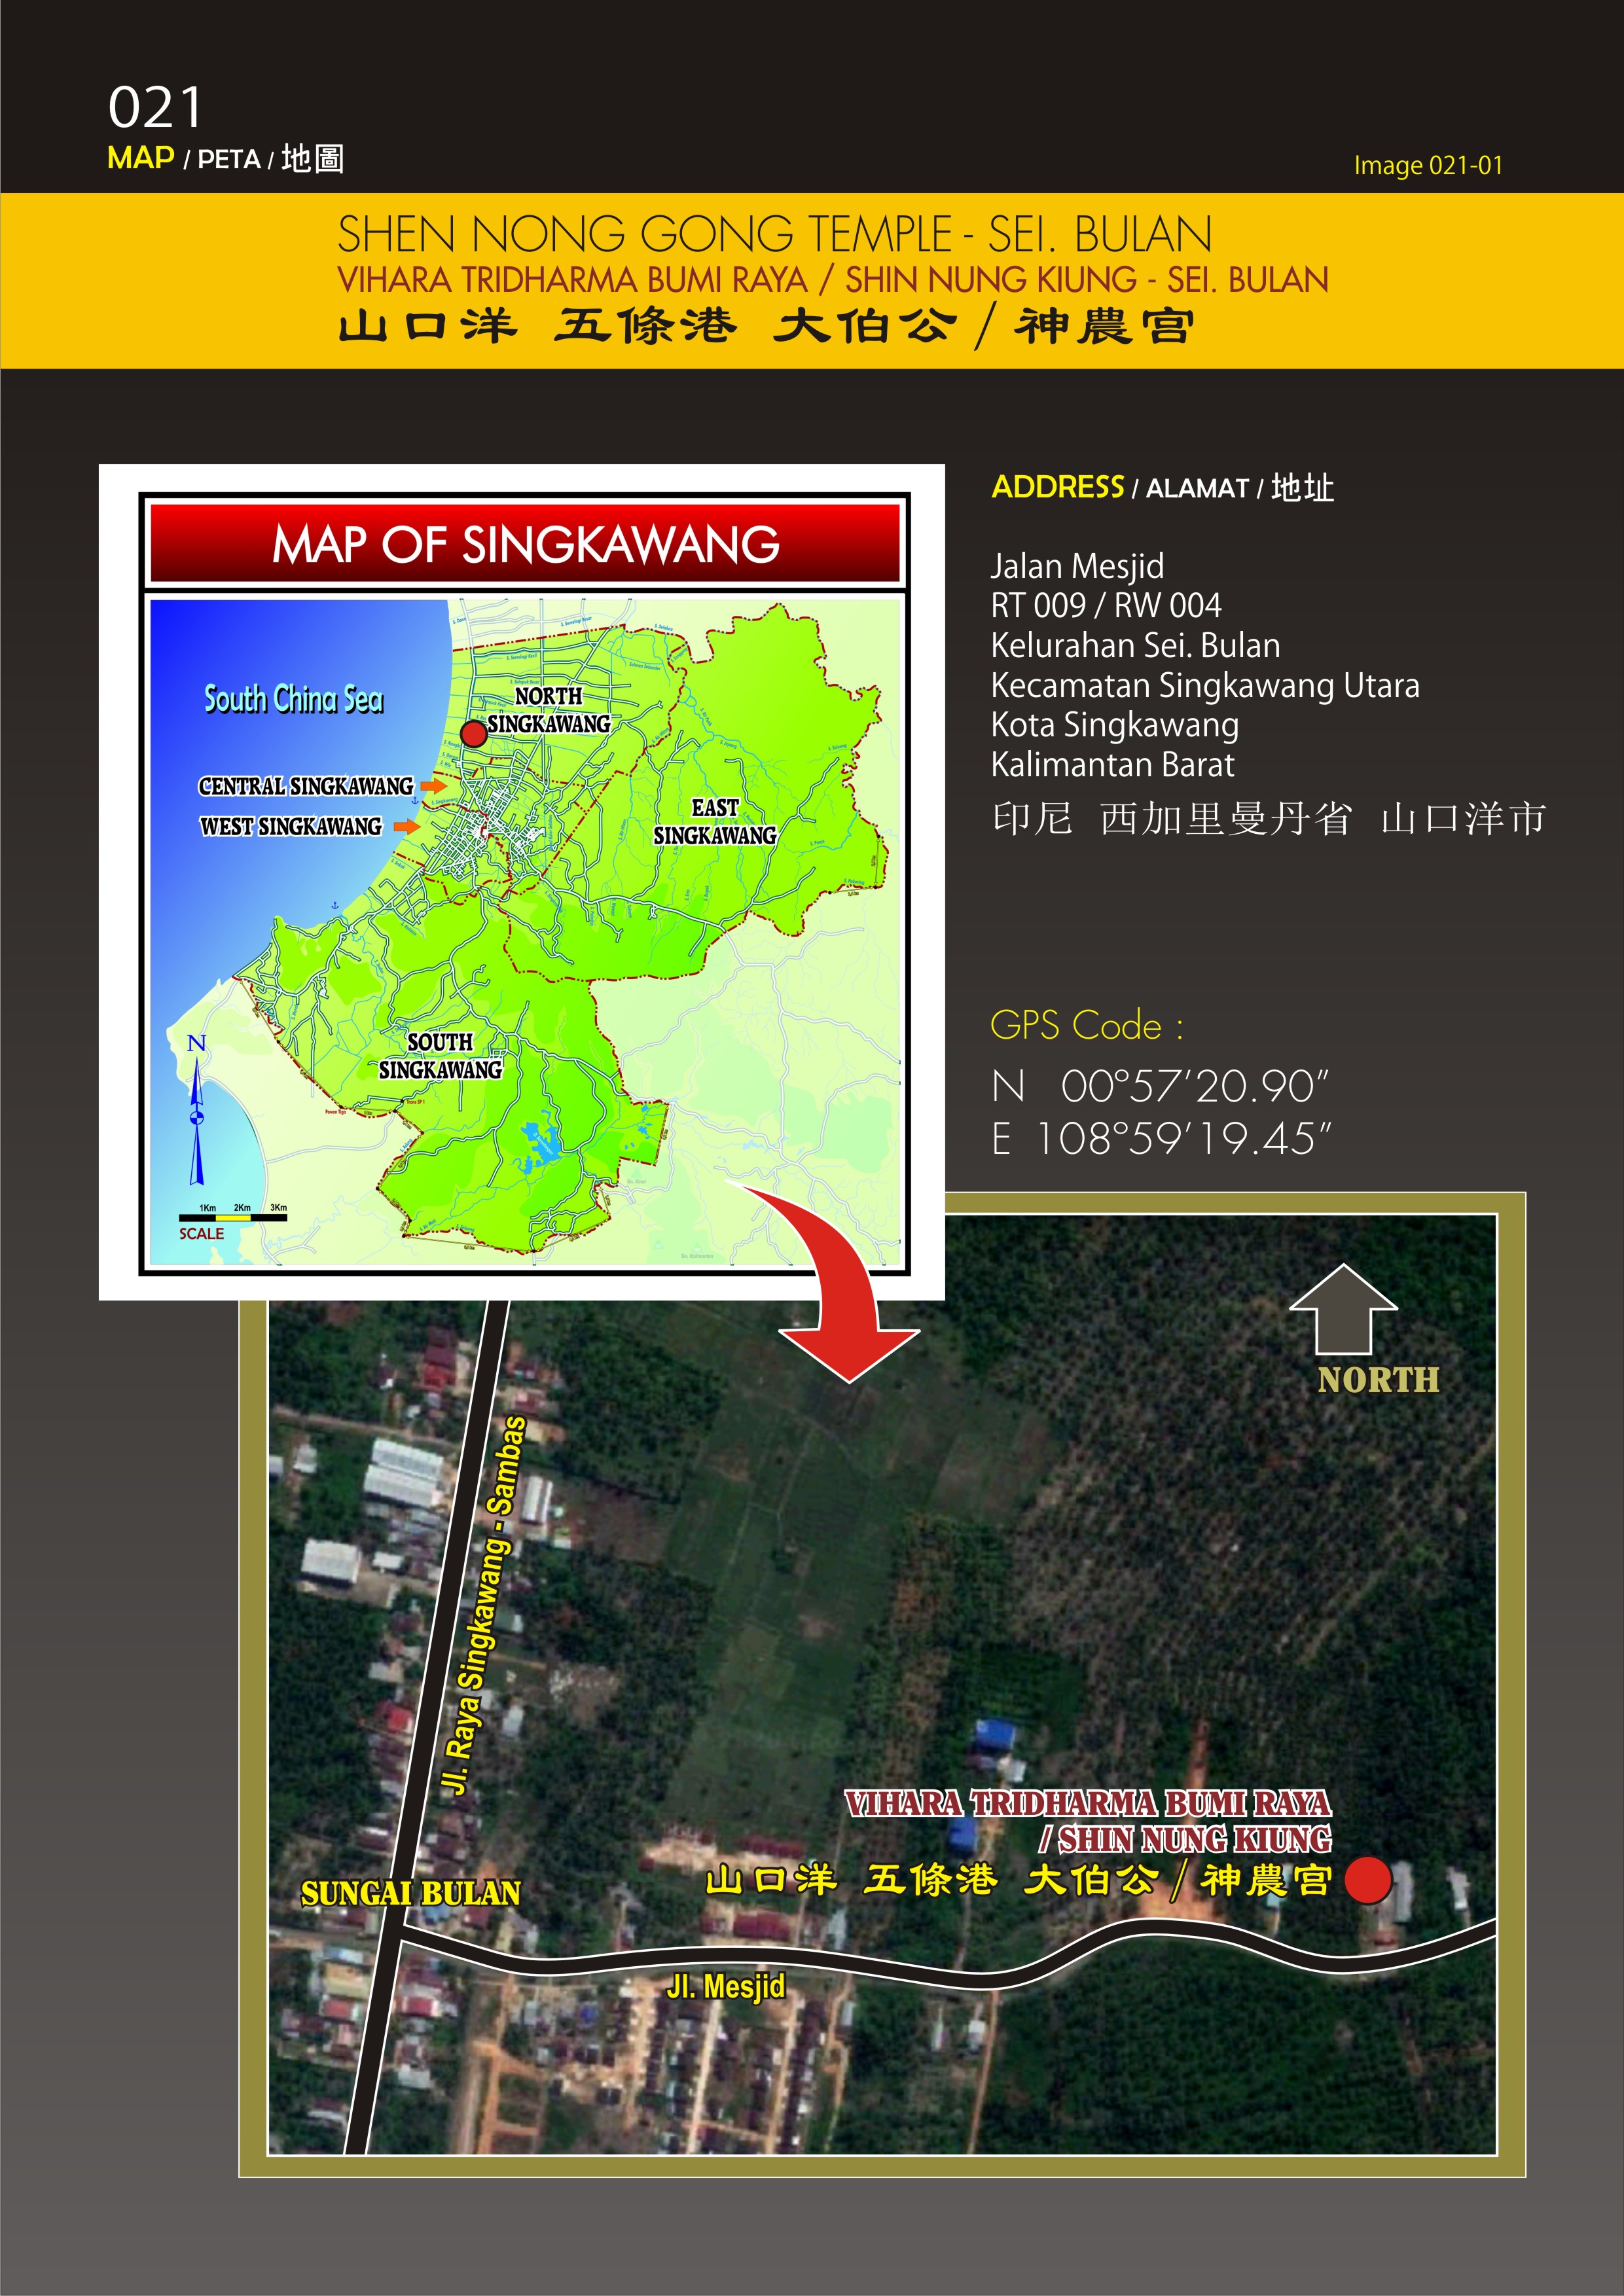 021
MAP / PETA / 地圖
Image 021-01
SHEN NONG GONG TEMPLE - SEI. BULAN
VIHARA TRIDHARMA BUMI RAYA / SHIN NUNG KIUNG - SEI. BULAN
山口洋 五條港 大伯公 / 神農宮
MAP OF SINGKAWANG
South China Sea
NORTH
SINGKAWANG
CENTRAL SINGKAWANG
WEST SINGKAWANG
EAST
SINGKAWANG
SOUTH
SINGKAWANG
N
1Km 2Km 3Km
SCALE
ADDRESS / ALAMAT / 地址
Jalan Mesjid
RT 009 / RW 004
Kelurahan Sei. Bulan
Kecamatan Singkawang Utara
Kota Singkawang
Kalimantan Barat
印尼 西加里曼丹省 山口洋市
GPS Code :
N 00°57'20.90"
E 108°59'19.45"
NORTH
Jl. Raya Singkawang - Sambas
VIHARA TRIDHARMA BUMI RAYA
/ SHIN NUNG KIUNG
山口洋 五條港 大伯公 / 神農宮
SUNGAI BULAN
Jl. Mesjid